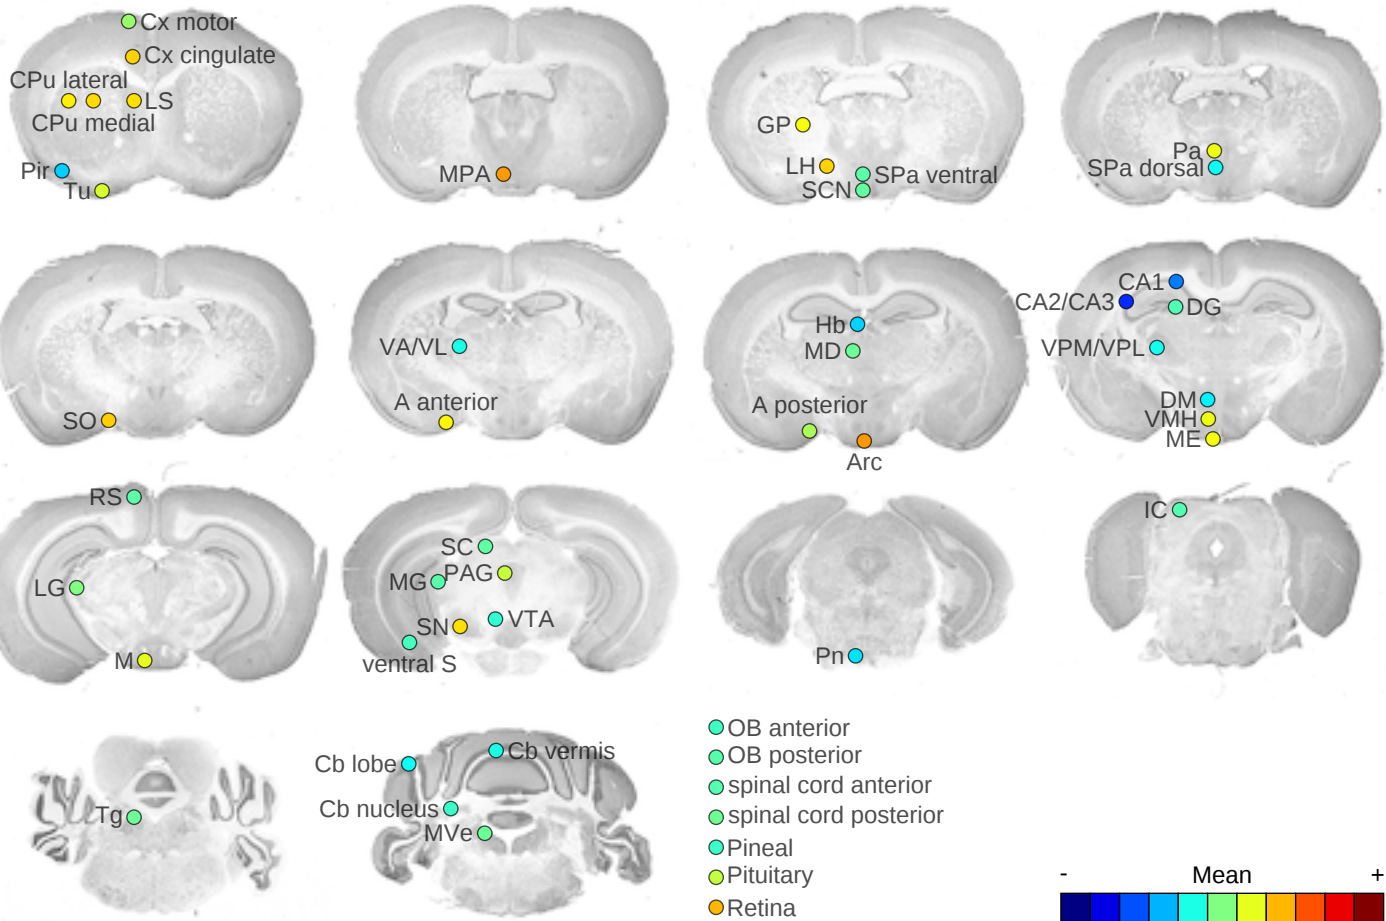 Cx motor
Cx cingulate
CPu lateral
LS
CPu medial
Pir
Tu
MPA
GP
LH
SPa ventral
SCN
Pa
SPa dorsal
SO
VA/VL
A anterior
Hb
MD
A posterior
Arc
CA1
CA2/CA3
DG
VPM/VPL
DM
VMH
ME
RS
LG
M
SC
MG
PAG
SN
VTA
ventral S
Pn
IC
Tg
Cb lobe
Cb vermis
Cb nucleus
MVe
OB anterior
OB posterior
spinal cord anterior
spinal cord posterior
Pineal
Pituitary
Retina
- Mean +